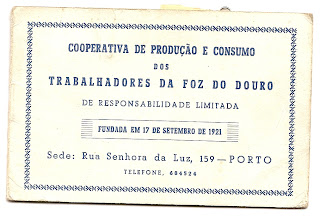 COOPERATIVA DE PRODUÇÃO E CONSUMO
DOS
TRABALHADORES DA FOZ DO DOURO
DE RESPONSABILIDADE LIMITADA
FUNDADA EM 17 DE SETEMBRO DE 1921
Sede: Rua Senhora da Luz, 159 — PORTO
TELEFONE, 684924